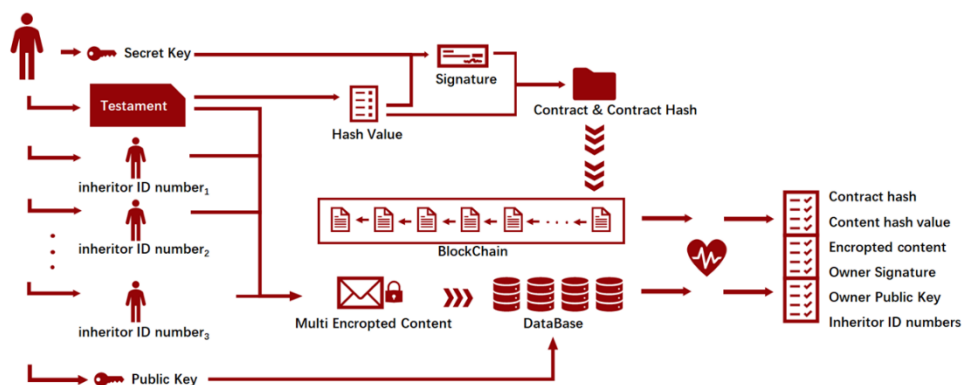 Secret Key
Signature
Testament
Hash Value
Contract & Contract Hash
inheritor ID number₁
inheritor ID number₂
inheritor ID number₃
BlockChain
Multi Encropted Content
DataBase
Public Key
Contract hash
Content hash value
Encropted content
Owner Signature
Owner Public Key
Inheritor ID numbers